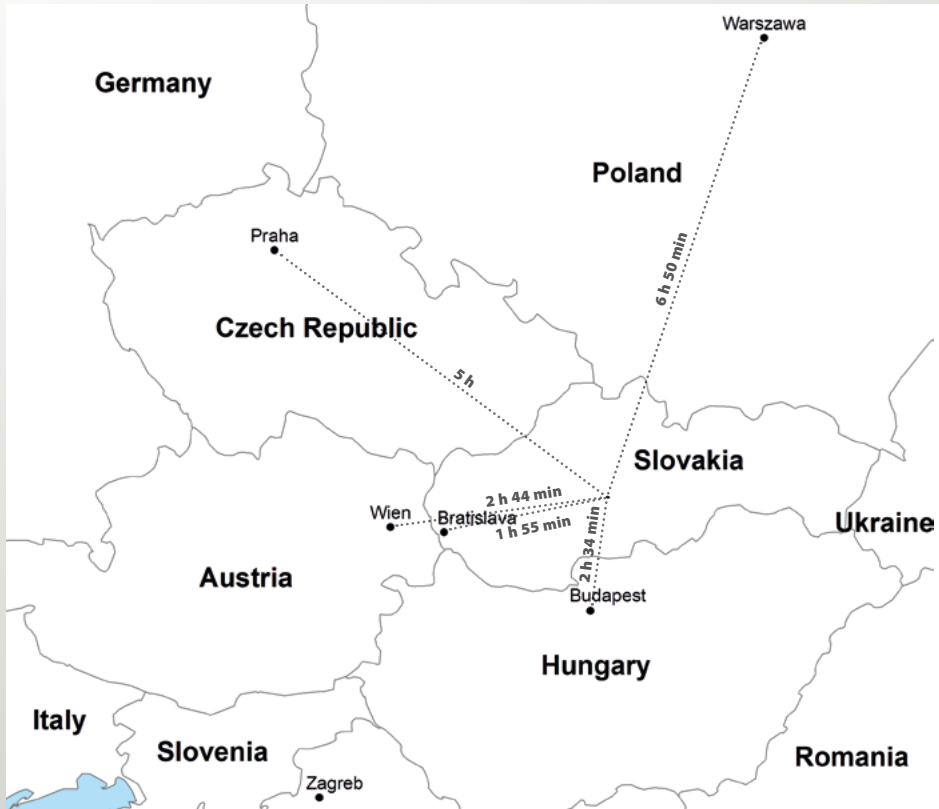 Warszawa
Germany
Poland
Praha
6 h 50 min
Czech Republic
5 h
Slovakia
2 h 44 min
Wien
Bratislava
1 h 55 min
Ukraine
2 h 34 min
Austria
Budapest
Hungary
Italy
Slovenia
Romania
Zagreb